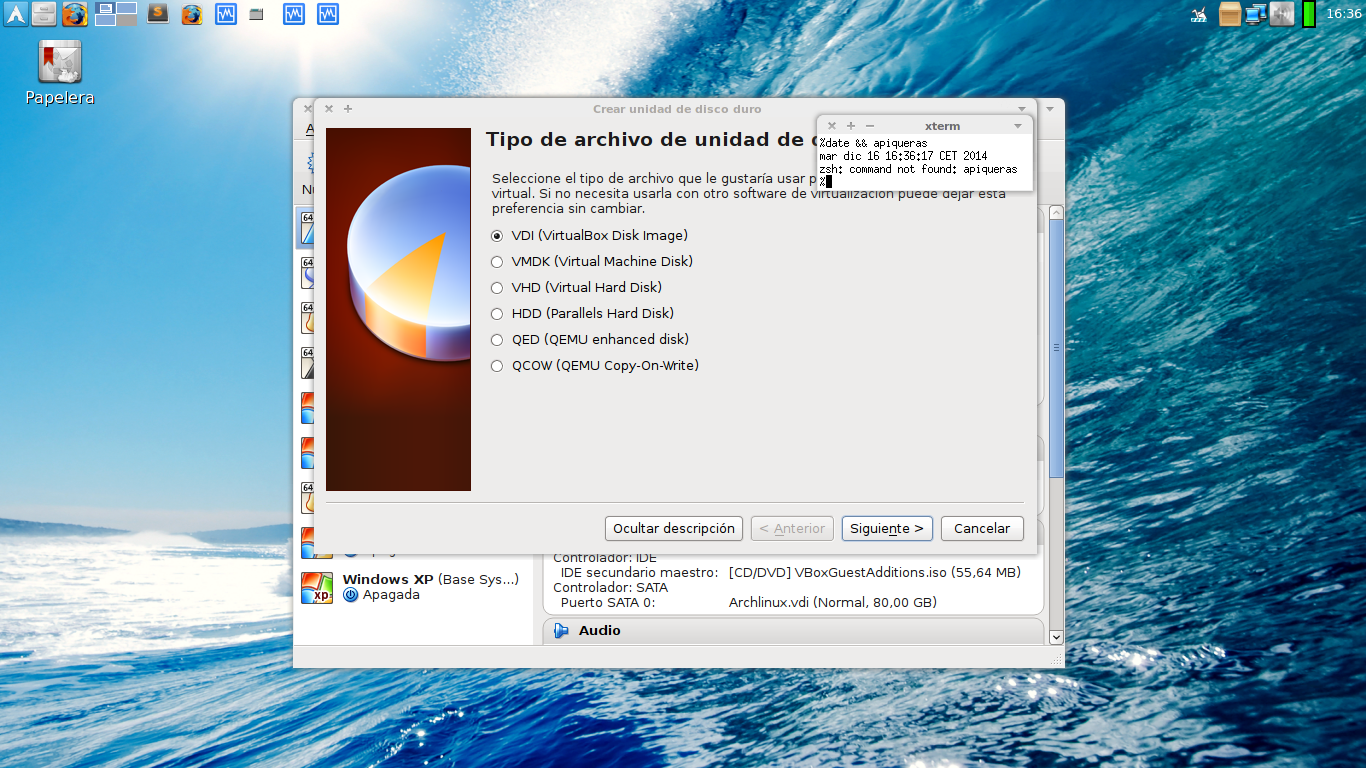 16:36
Papelera
Crear unidad de disco duro
Tipo de archivo de unidad de
xterm
%date && apiqueras
mar dic 16 16:36:17 CET 2014
zsh: command not found: apiqueras
%
Seleccione el tipo de archivo que le gustaría usar
virtual. Si no necesita usarla con otro software de virtualización puede dejar esta
preferencia sin cambiar.
VDI (VirtualBox Disk Image)
VMDK (Virtual Machine Disk)
VHD (Virtual Hard Disk)
HDD (Parallels Hard Disk)
QED (QEMU enhanced disk)
QCOW (QEMU Copy-On-Write)
Ocultar descripción
< Anterior
Siguiente >
Cancelar
64
64
64
64
64
Windows XP (Base Sys...)
xp
Apagada
Controlador: IDE
IDE secundario maestro: [CD/DVD] VBoxGuestAdditions.iso (55,64 MB)
Controlador: SATA
Puerto SATA 0: Archlinux.vdi (Normal, 80,00 GB)
Audio